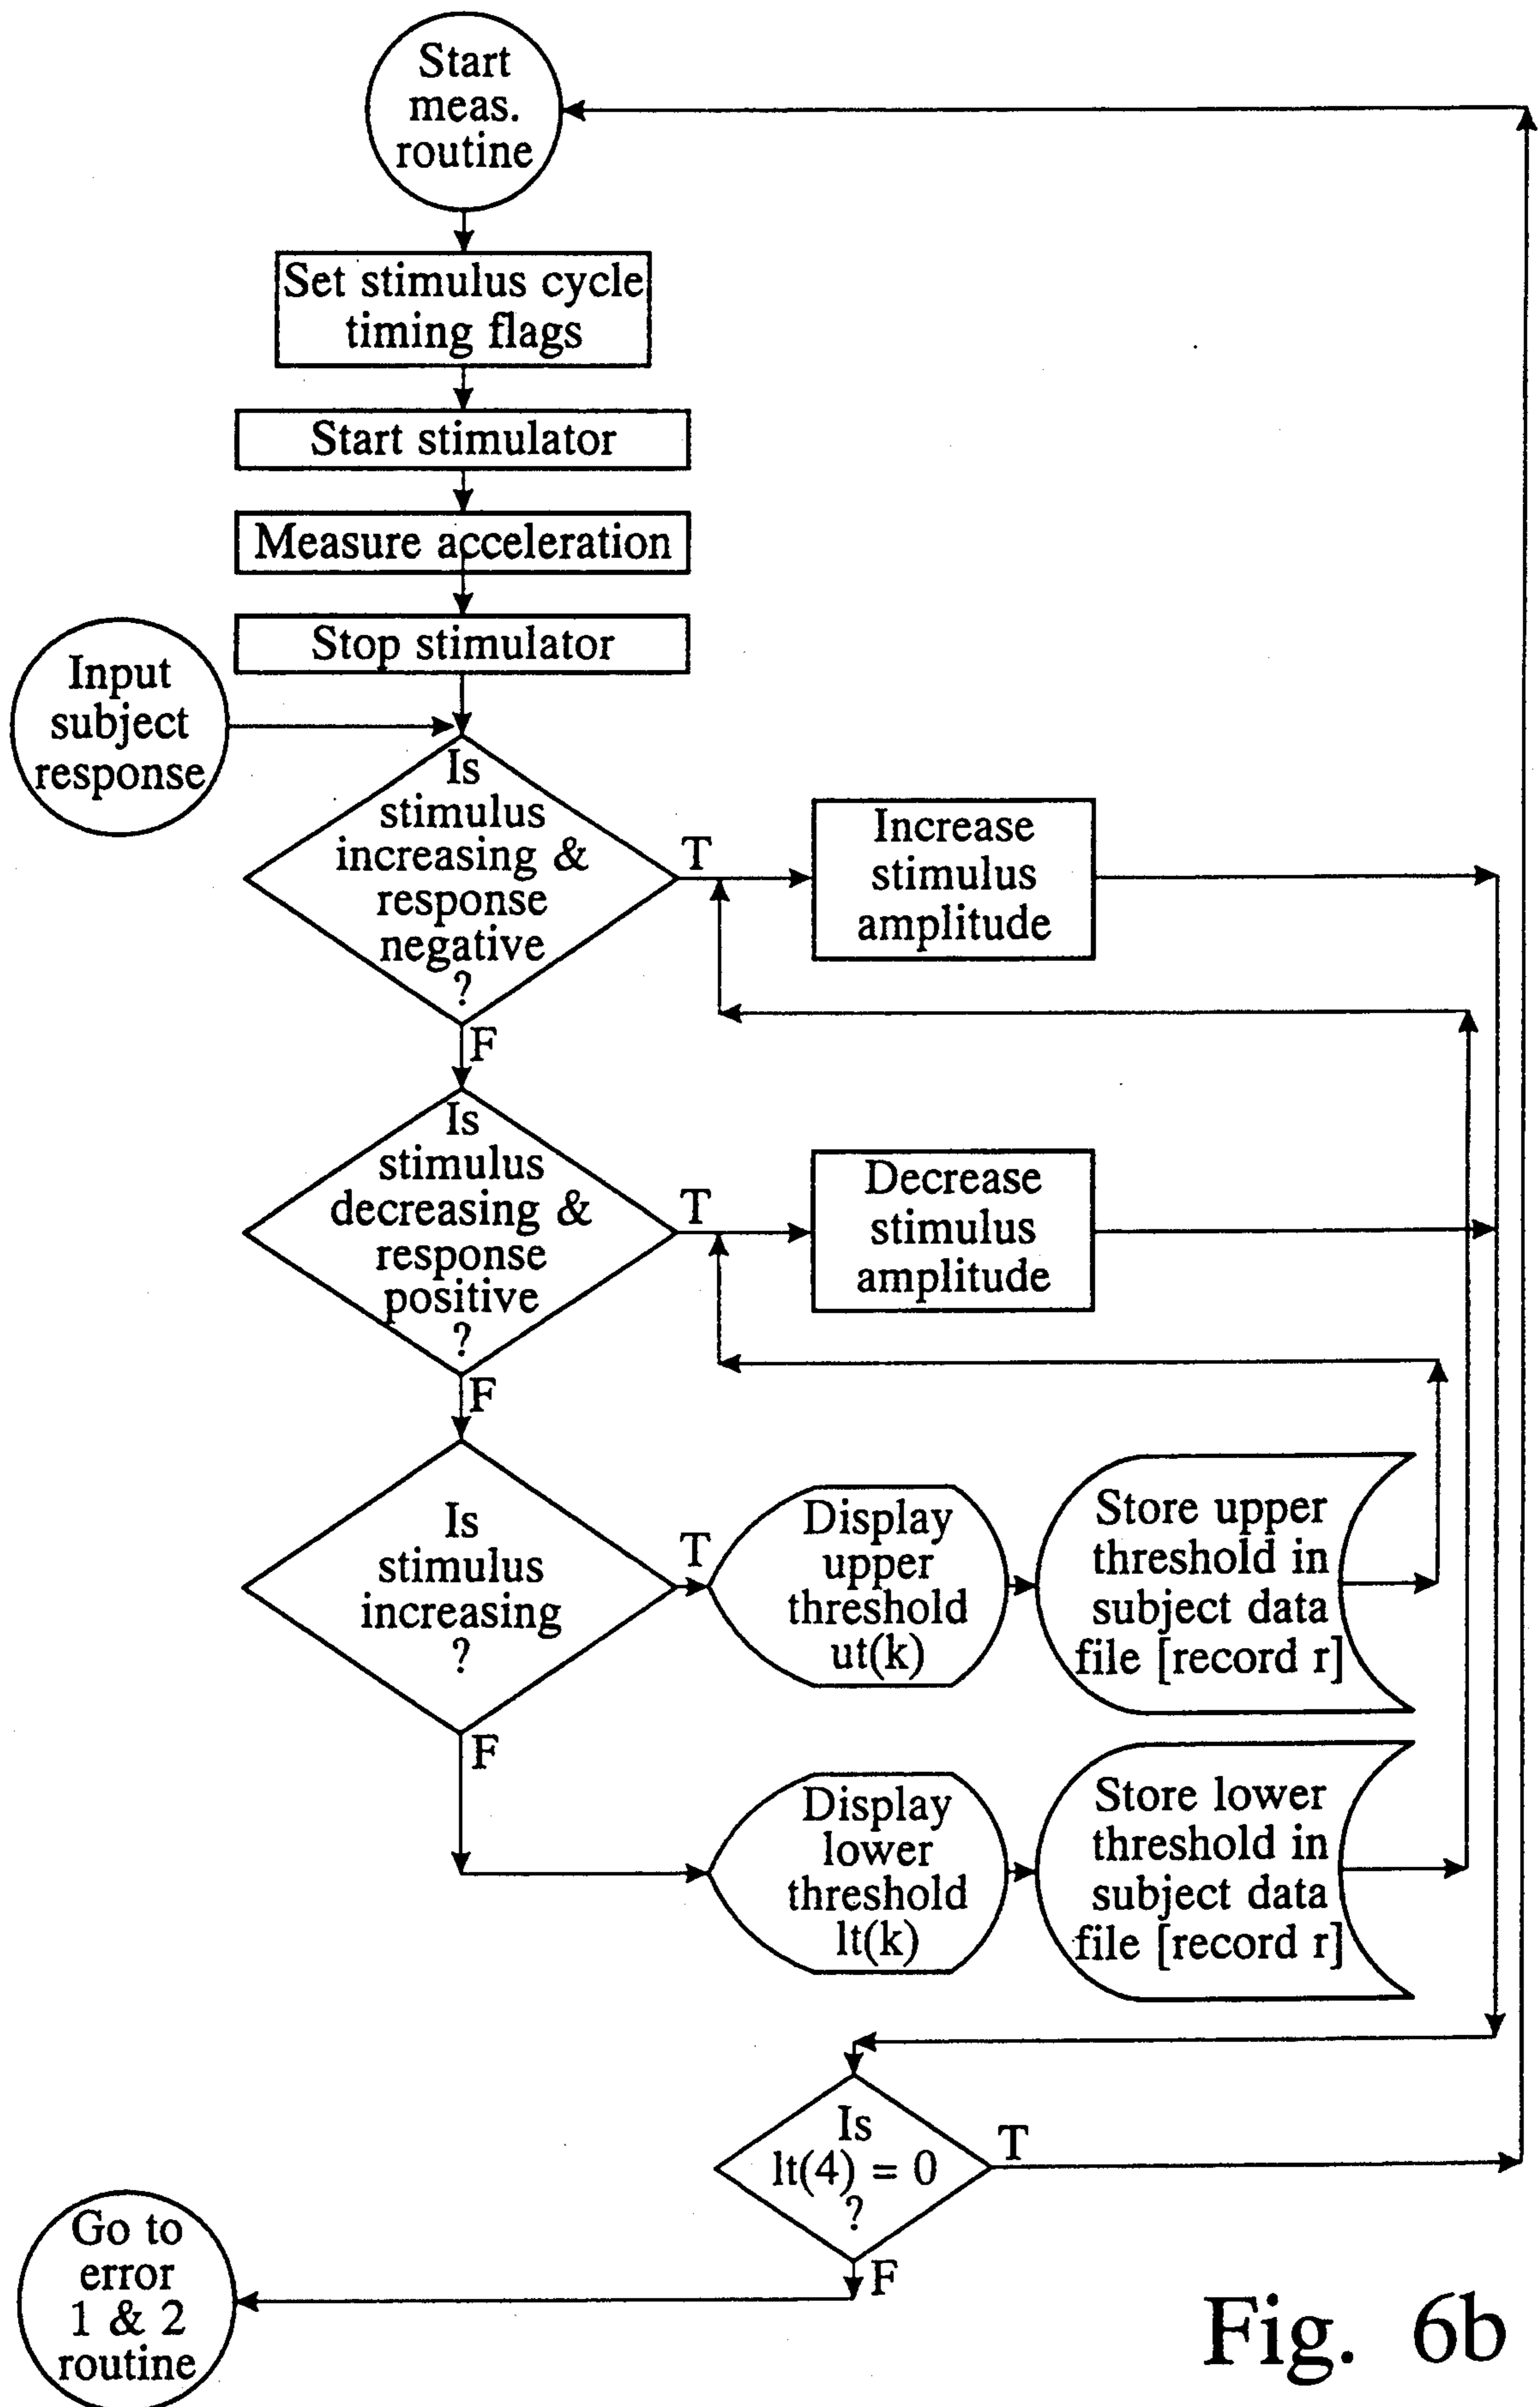 Start
meas.
routine
Set stimulus cycle
timing flags
Start stimulator
Measure acceleration
Stop stimulator
Input
subject
response
Is
stimulus
increasing &
response
negative
?
T
Increase
stimulus
amplitude
F
Is
stimulus
decreasing &
response
positive
?
T
Decrease
stimulus
amplitude
F
Is
stimulus
increasing
?
T
Display
upper
threshold
ut(k)
Store upper
threshold in
subject data
file [record r]
F
Display
lower
threshold
lt(k)
Store lower
threshold in
subject data
file [record r]
Is
lt(4) = 0
?
T
F
Go to
error
1 & 2
routine
Fig. 6b